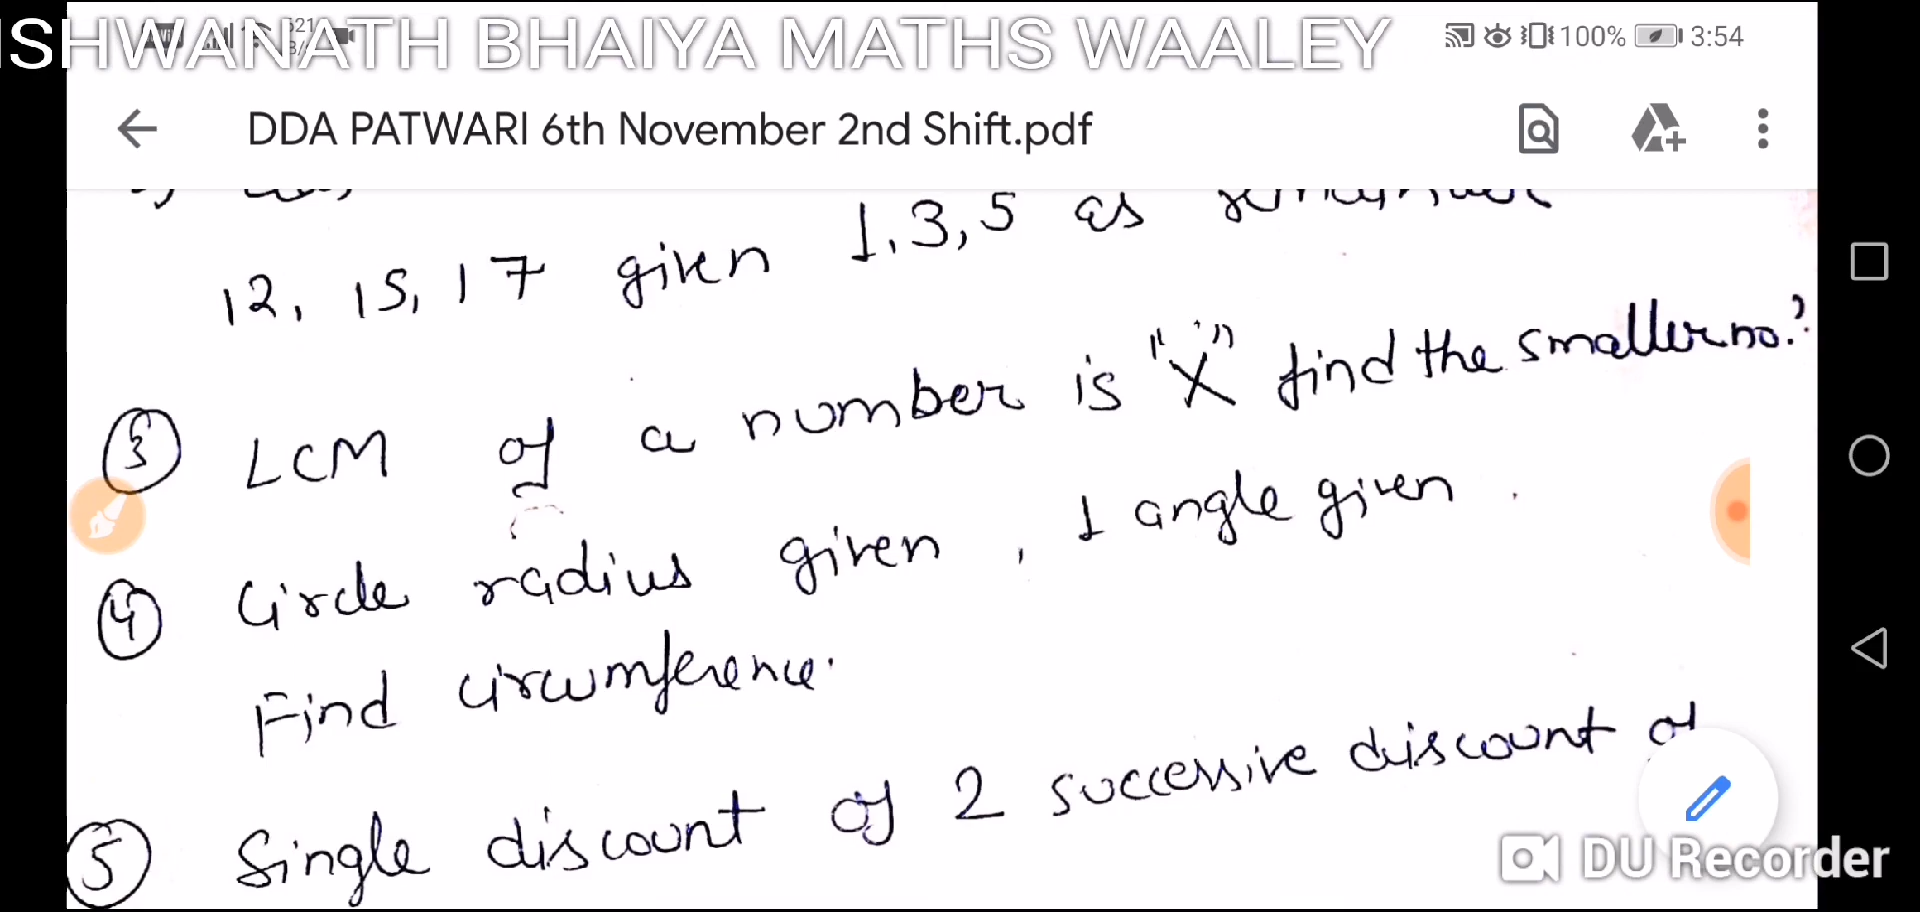 ISHWANATH BHAIYA MATHS WAALEY
100% 3:54
DDA PATWARI 6th November 2nd Shift.pdf
1,3,5 as
12, 15, 17 given
③ LCM of a number is "X" find the smaller no.?
④ Circle radius given, 1 angle given.
Find circumference.
⑤ Single discount of 2 successive discount of
DU Recorder